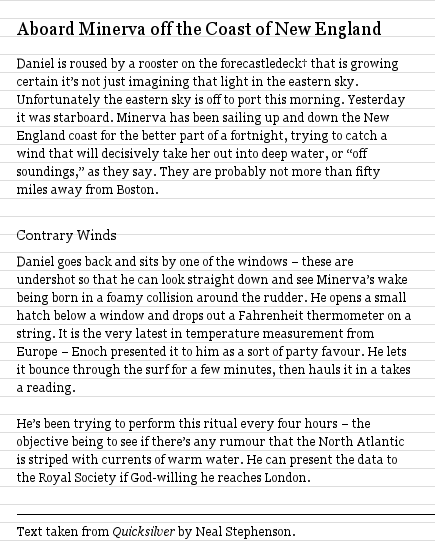 Aboard Minerva off the Coast of New England
Daniel is roused by a rooster on the forecastledeck† that is growing
certain it’s not just imagining that light in the eastern sky.
Unfortunately the eastern sky is off to port this morning. Yesterday
it was starboard. Minerva has been sailing up and down the New
England coast for the better part of a fortnight, trying to catch a
wind that will decisively take her out into deep water, or “off
soundings,” as they say. They are probably not more than fifty
miles away from Boston.
Contrary Winds
Daniel goes back and sits by one of the windows – these are
undershot so that he can look straight down and see Minerva’s wake
being born in a foamy collision around the rudder. He opens a small
hatch below a window and drops out a Fahrenheit thermometer on a
string. It is the very latest in temperature measurement from
Europe – Enoch presented it to him as a sort of party favour. He lets
it bounce through the surf for a few minutes, then hauls it in a takes
a reading.
He’s been trying to perform this ritual every four hours – the
objective being to see if there’s any rumour that the North Atlantic
is striped with currents of warm water. He can present the data to
the Royal Society if God-willing he reaches London.
Text taken from Quicksilver by Neal Stephenson.